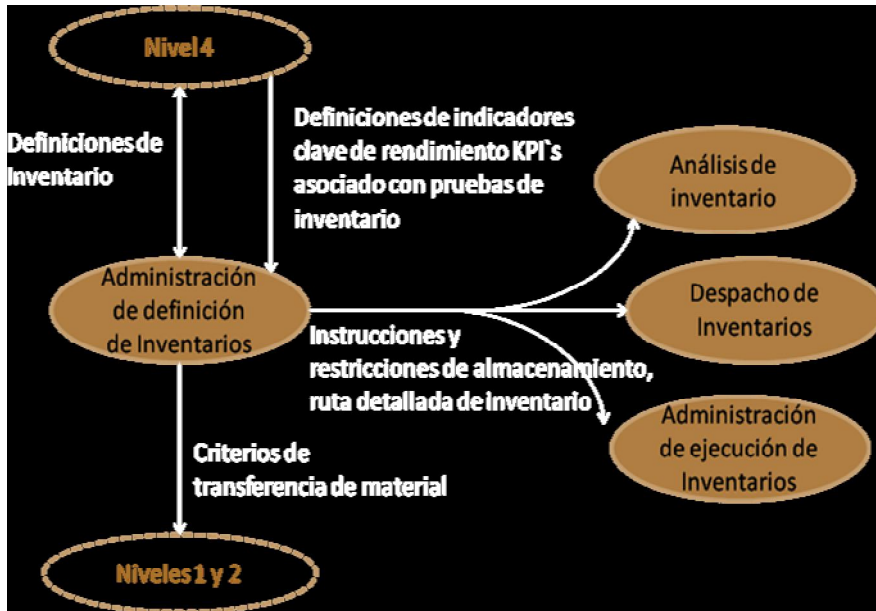 Nivel 4
Definiciones de
Inventario
Definiciones de indicadores
clave de rendimiento KPI`s
asociado con pruebas de
inventario
Análisis de
inventario
Administración
de definición
de Inventarios
Despacho de
Inventarios
Instrucciones y
restricciones de almacenamiento,
ruta detallada de inventario
Administración
de ejecución de
Inventarios
Criterios de
transferencia de material
Niveles 1 y 2